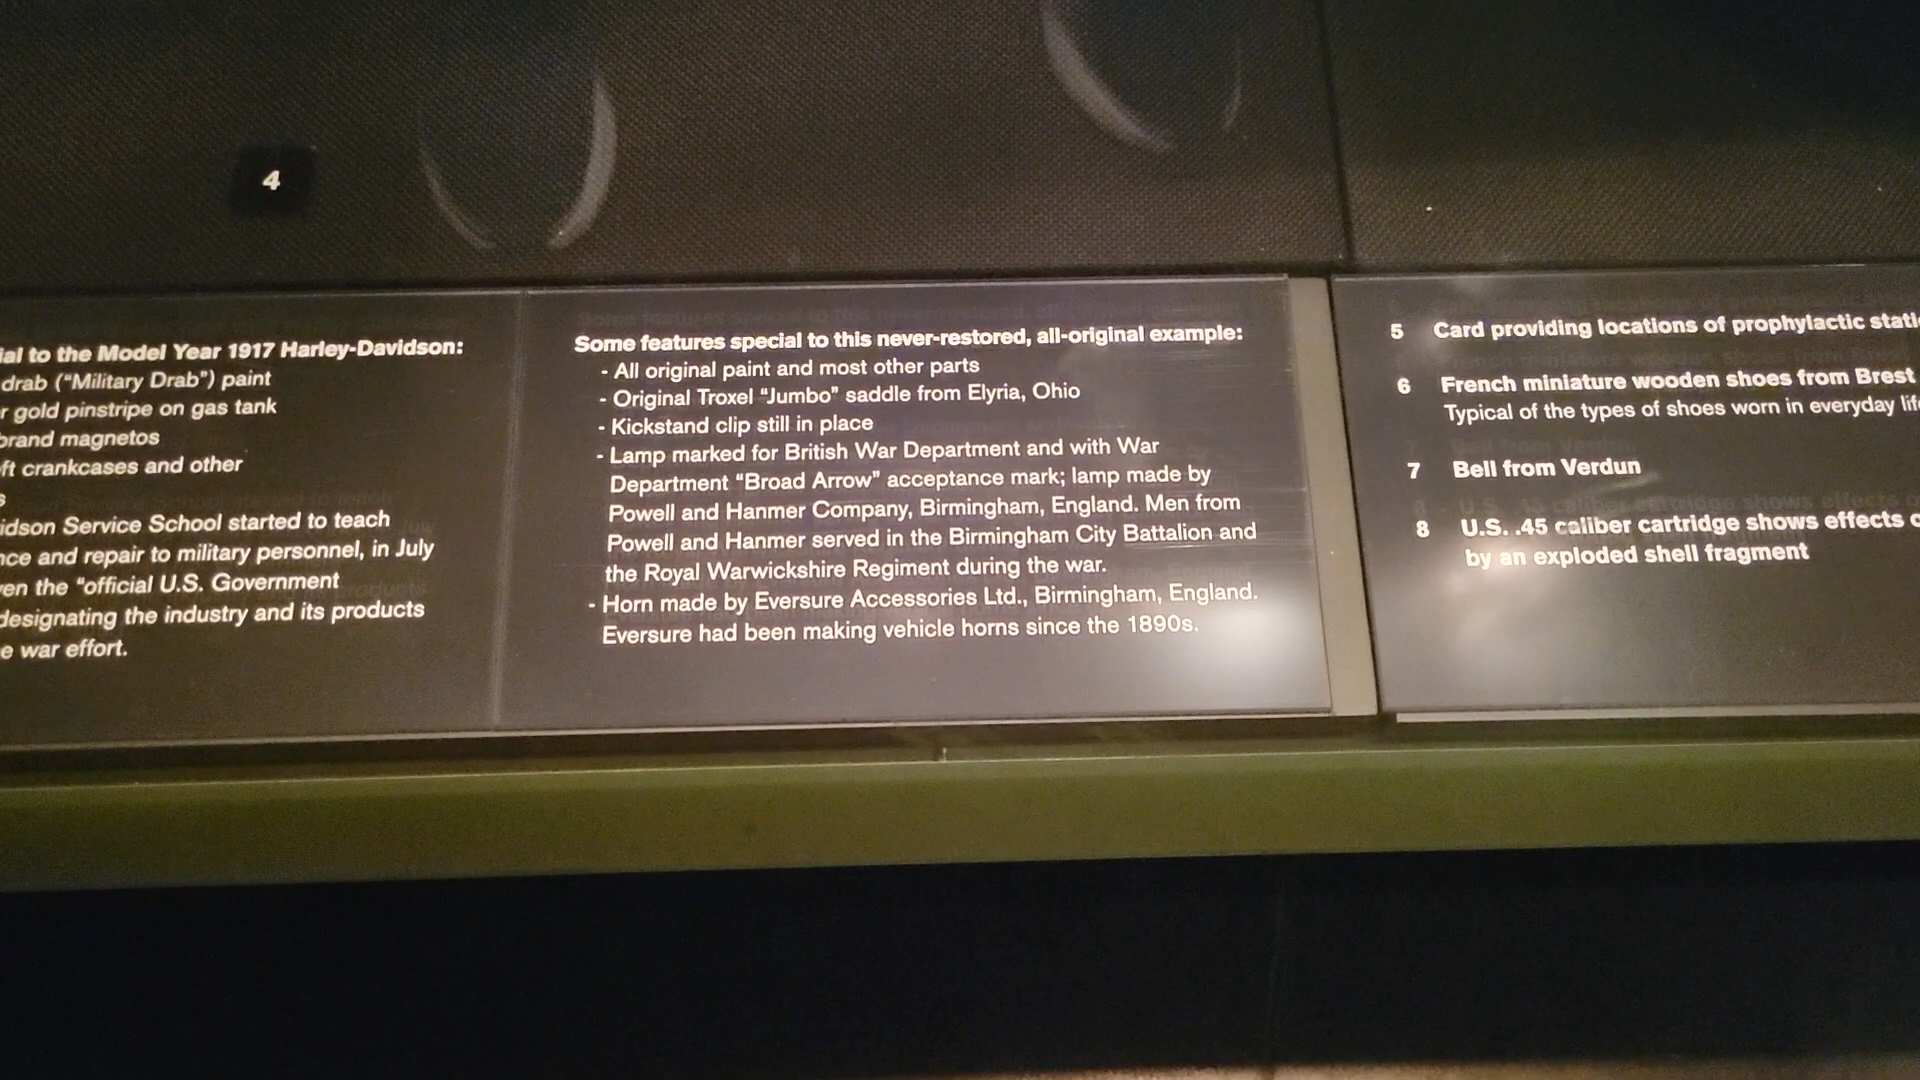 4
ial to the Model Year 1917 Harley-Davidson:
drab ("Military Drab") paint
r gold pinstripe on gas tank
brand magnetos
ft crankcases and other
s
idson Service School started to teach
nce and repair to military personnel, in July
en the "official U.S. Government
designating the industry and its products
e war effort.
Some features special to this never-restored, all-original example:
- All original paint and most other parts
- Original Troxel "Jumbo" saddle from Elyria, Ohio
- Kickstand clip still in place
- Lamp marked for British War Department and with War
Department "Broad Arrow" acceptance mark; lamp made by
Powell and Hanmer Company, Birmingham, England. Men from
Powell and Hanmer served in the Birmingham City Battalion and
the Royal Warwickshire Regiment during the war.
- Horn made by Eversure Accessories Ltd., Birmingham, England.
Eversure had been making vehicle horns since the 1890s.
5 Card providing locations of prophylactic stati
6 French miniature wooden shoes from Brest
Typical of the types of shoes worn in everyday life
7 Bell from Verdun
8 U.S. .45 caliber cartridge shows effects o
by an exploded shell fragment